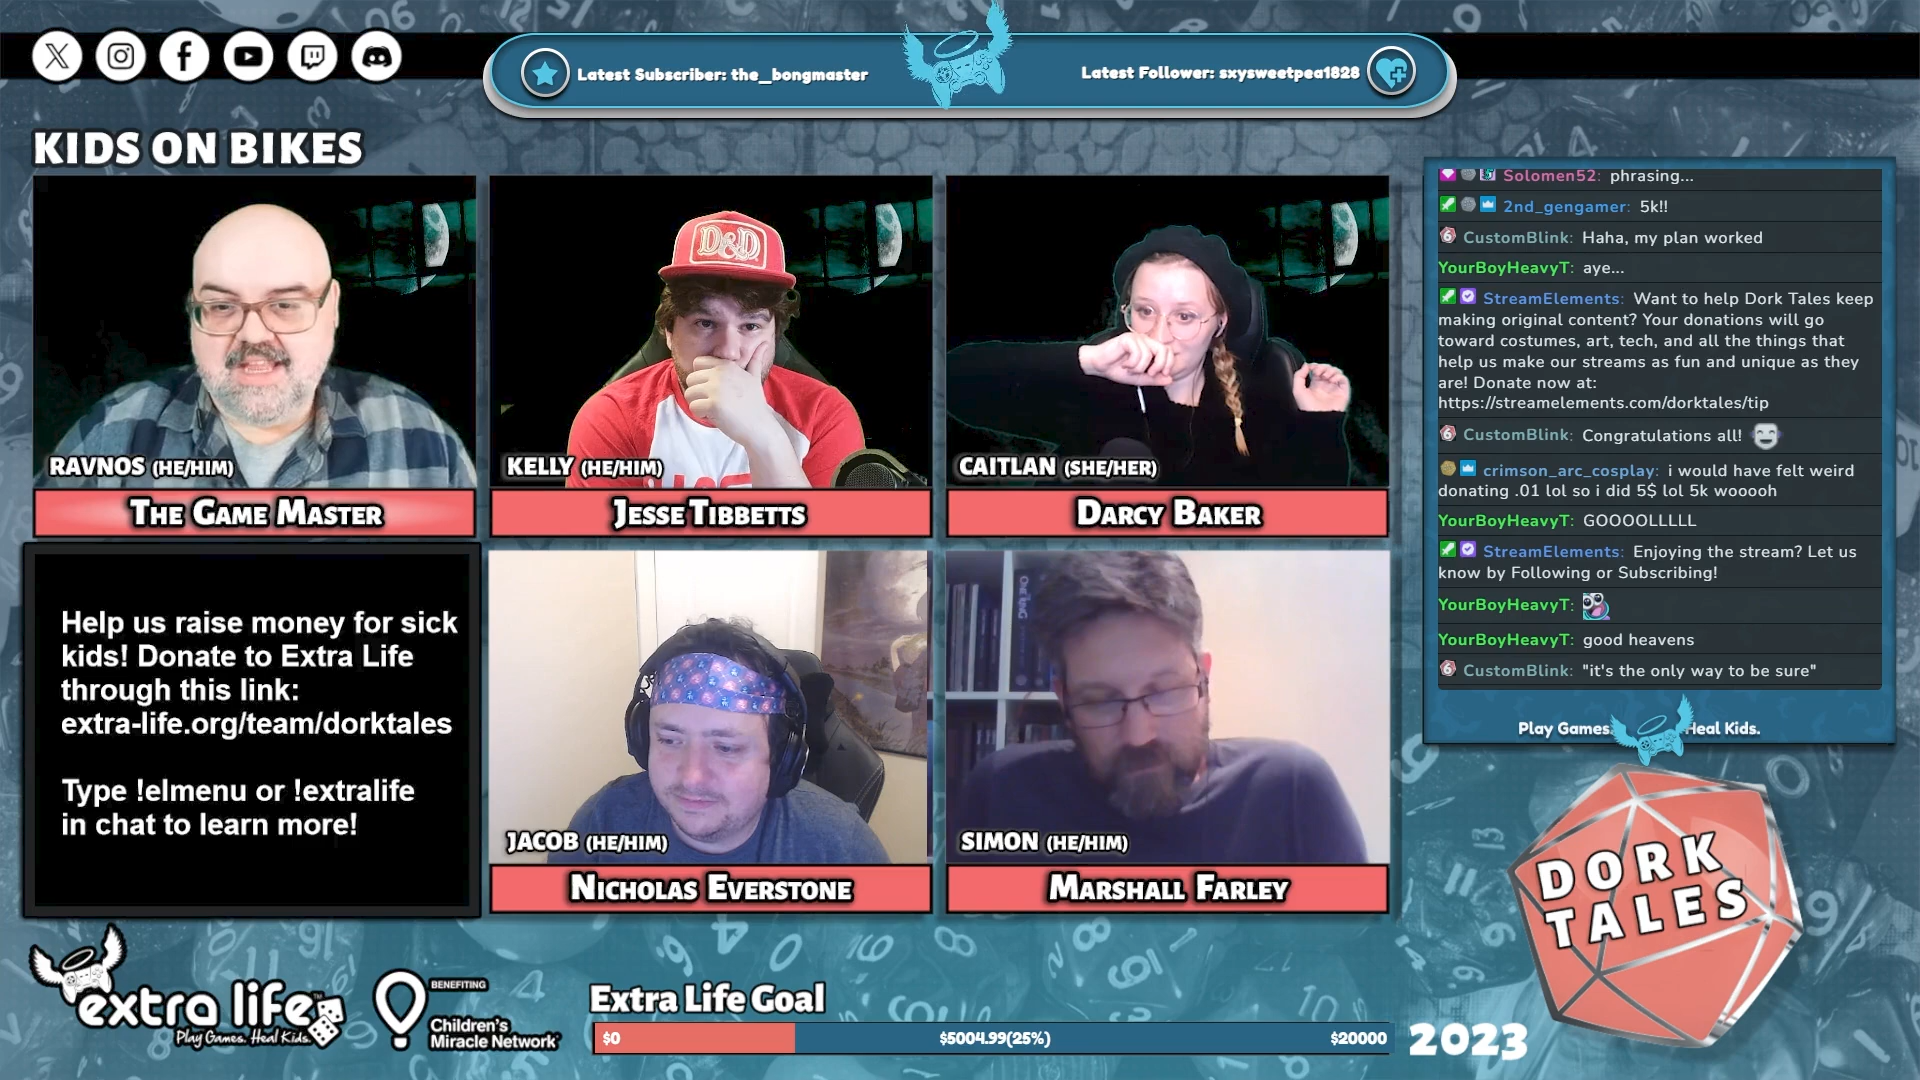 Latest Subscriber: the_bongmaster
Latest Follower: sxysweetpea1828
KIDS ON BIKES
D&D
RAVNOS (HE/HIM)
THE GAME MASTER
KELLY (HE/HIM)
JESSE TIBBETTS
CAITLAN (SHE/HER)
DARCY BAKER
Help us raise money for sick
kids! Donate to Extra Life
through this link:
extra-life.org/team/dorktales
Type !elmenu or !extralife
in chat to learn more!
JACOB (HE/HIM)
NICHOLAS EVERSTONE
SIMON (HE/HIM)
MARSHALL FARLEY
Solomen52: phrasing...
2nd_gengamer: 5k!!
CustomBlink: Haha, my plan worked
YourBoyHeavyT: aye...
StreamElements: Want to help Dork Tales keep
making original content? Your donations will go
toward costumes, art, tech, and all the things that
help us make our streams as fun and unique as they
are! Donate now at:
https://streamelements.com/dorktales/tip
CustomBlink: Congratulations all!
crimson_arc_cosplay: i would have felt weird
donating .01 lol so i did 5$ lol 5k wooooh
YourBoyHeavyT: GOOOOLLLLL
StreamElements: Enjoying the stream? Let us
know by Following or Subscribing!
YourBoyHeavyT:
YourBoyHeavyT: good heavens
CustomBlink: "it's the only way to be sure"
Play Games. Heal Kids.
DORK
TALES
extra life
Play Games. Heal Kids.
BENEFITING
Children's
Miracle Network
Extra Life Goal
$0
$5004.99(25%)
$20000
2023